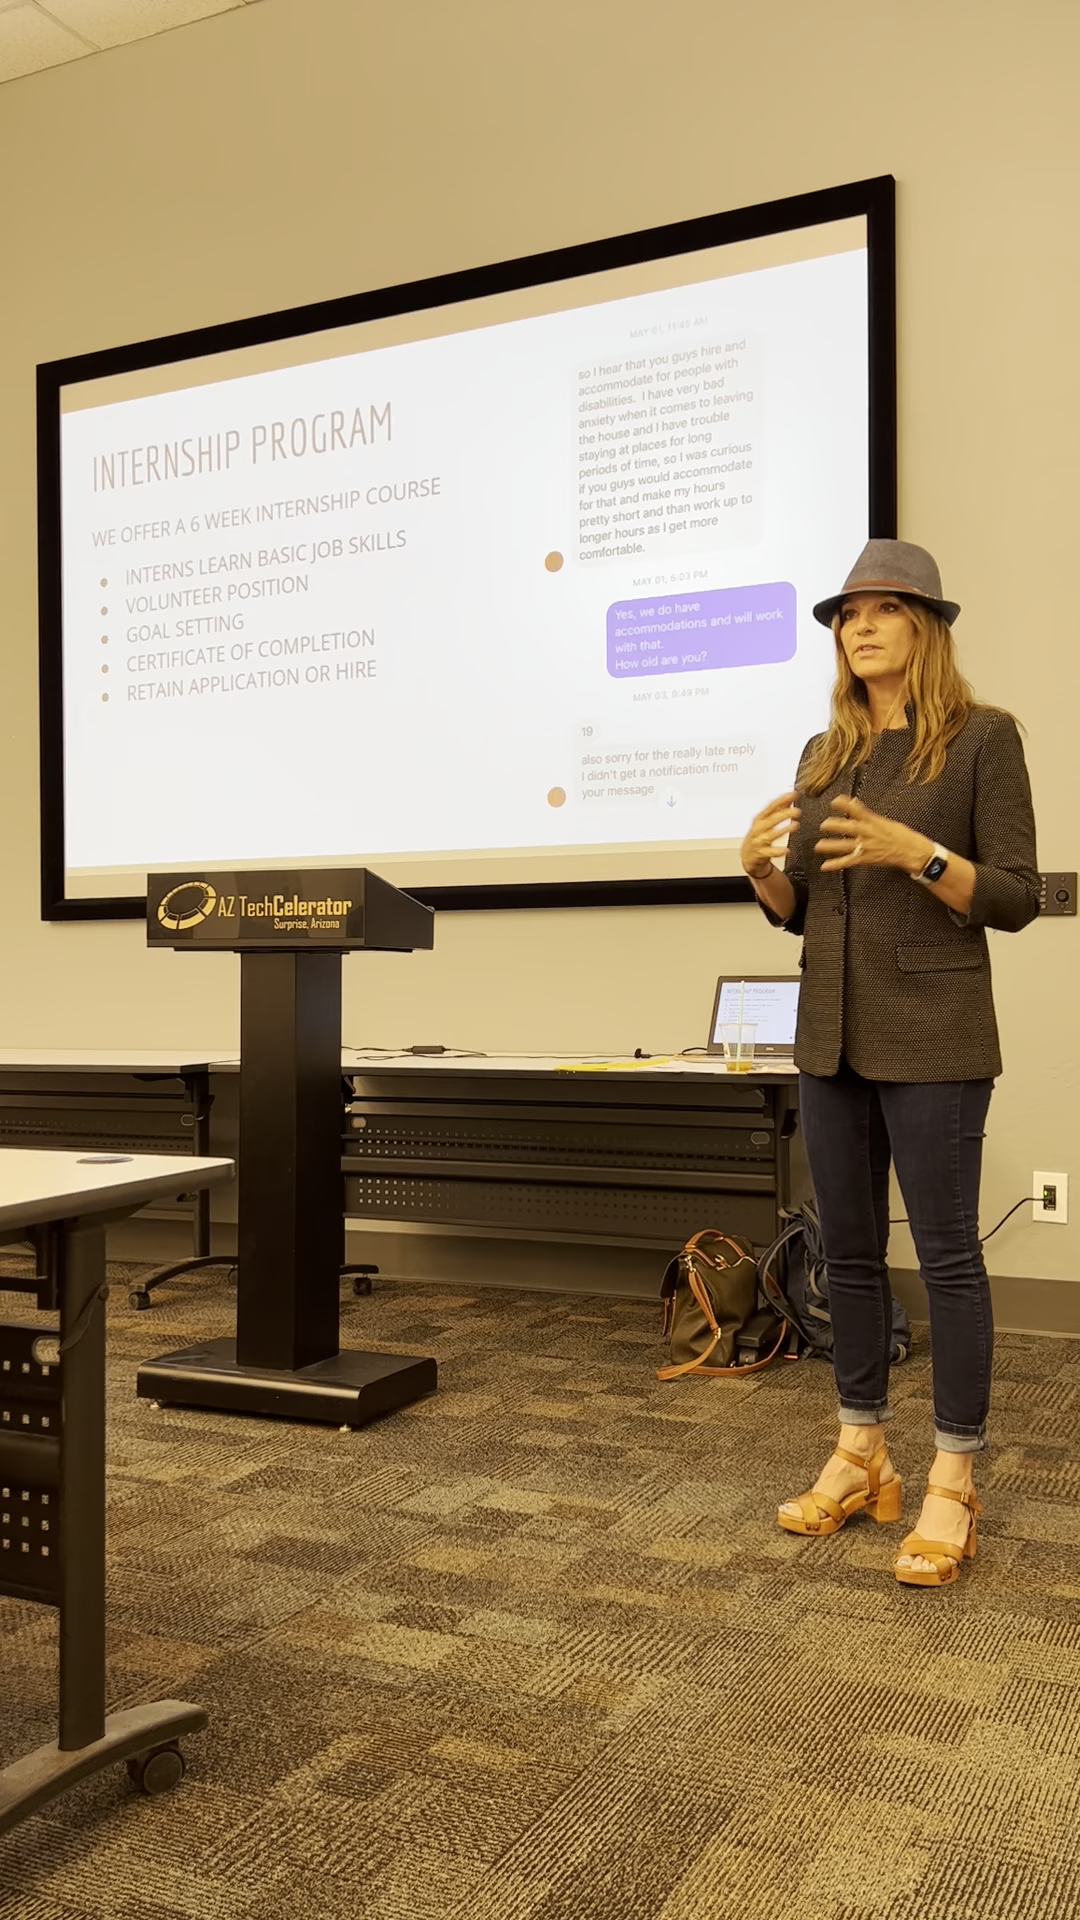 INTERNSHIP PROGRAM
WE OFFER A 6 WEEK INTERNSHIP COURSE
• INTERNS LEARN BASIC JOB SKILLS
• VOLUNTEER POSITION
• GOAL SETTING
• CERTIFICATE OF COMPLETION
• RETAIN APPLICATION OR HIRE
MAY 01, 11:45 AM
so I hear that you guys hire and
accommodate for people with
disabilities. I have very bad
anxiety when it comes to leaving
the house and I have trouble
staying at places for long
periods of time, so I was curious
if you guys would accommodate
for that and make my hours
pretty short and than work up to
longer hours as I get more
comfortable.
MAY 01, 5:03 PM
Yes, we do have
accommodations and will work
with that.
How old are you?
MAY 03, 8:49 PM
19
also sorry for the really late reply
I didn't get a notification from
your message
AZ TechCelerator
Surprise, Arizona
INTERNSHIP PROGRAM